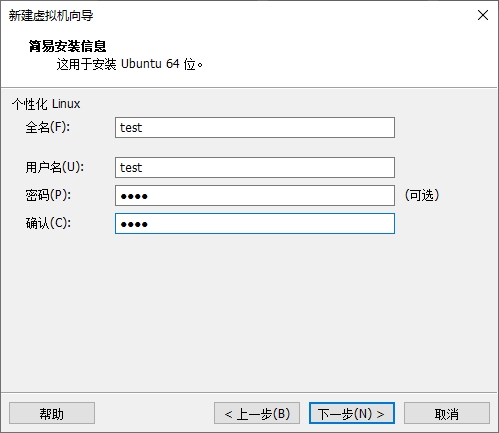 新建虚拟机向导
简易安装信息
这用于安装 Ubuntu 64 位。
个性化 Linux
全名(F): test
用户名(U): test
密码(P): ●●●● (可选)
确认(C): ●●●●
帮助 < 上一步(B) 下一步(N) > 取消